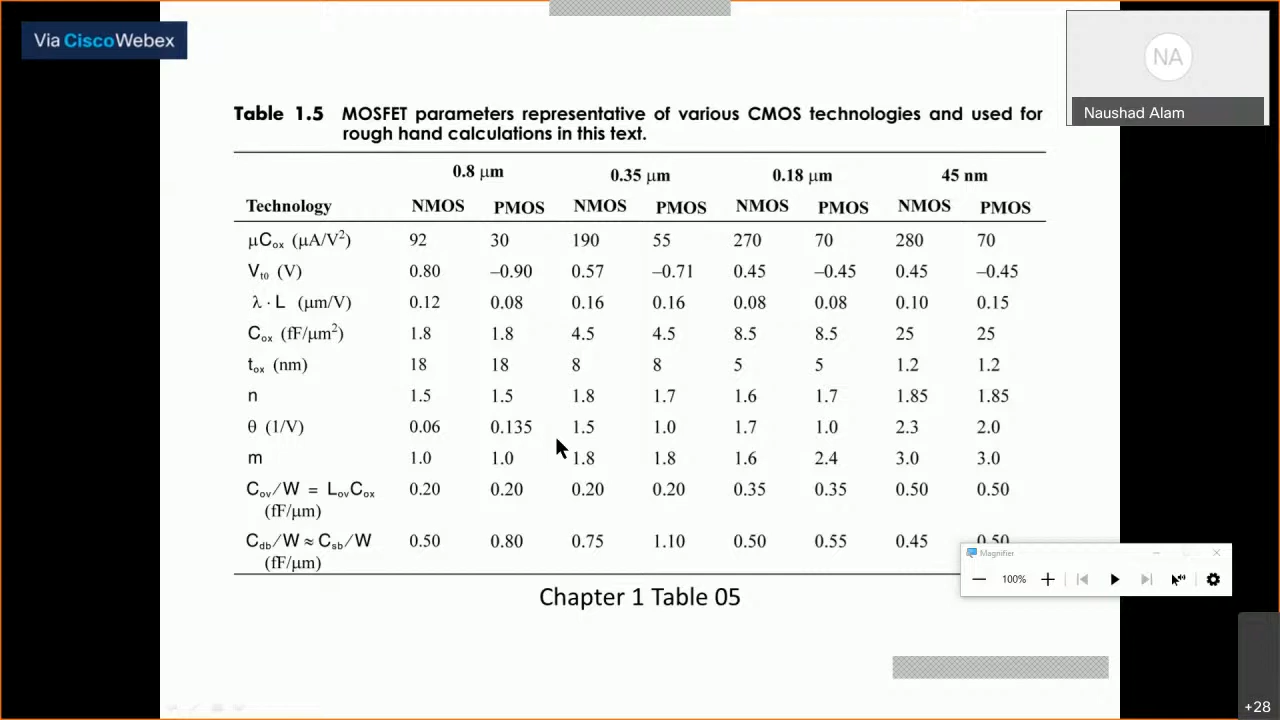 Via CiscoWebex
NA
Naushad Alam
Table 1.5 MOSFET parameters representative of various CMOS technologies and used for
rough hand calculations in this text.
0.8 μm 0.35 μm 0.18 μm 45 nm
Technology NMOS PMOS NMOS PMOS NMOS PMOS NMOS PMOS
μCox (μA/V²) 92 30 190 55 270 70 280 70
Vt0 (V) 0.80 –0.90 0.57 –0.71 0.45 –0.45 0.45 –0.45
λ · L (μm/V) 0.12 0.08 0.16 0.16 0.08 0.08 0.10 0.15
Cox (fF/μm²) 1.8 1.8 4.5 4.5 8.5 8.5 25 25
tox (nm) 18 18 8 8 5 5 1.2 1.2
n 1.5 1.5 1.8 1.7 1.6 1.7 1.85 1.85
θ (1/V) 0.06 0.135 1.5 1.0 1.7 1.0 2.3 2.0
m 1.0 1.0 1.8 1.8 1.6 2.4 3.0 3.0
Cov/W = LovCox 0.20 0.20 0.20 0.20 0.35 0.35 0.50 0.50
(fF/μm)
Cdb/W ≈ Csb/W 0.50 0.80 0.75 1.10 0.50 0.55 0.45 0.50
(fF/μm)
Magnifier
100%
Chapter 1 Table 05
+28